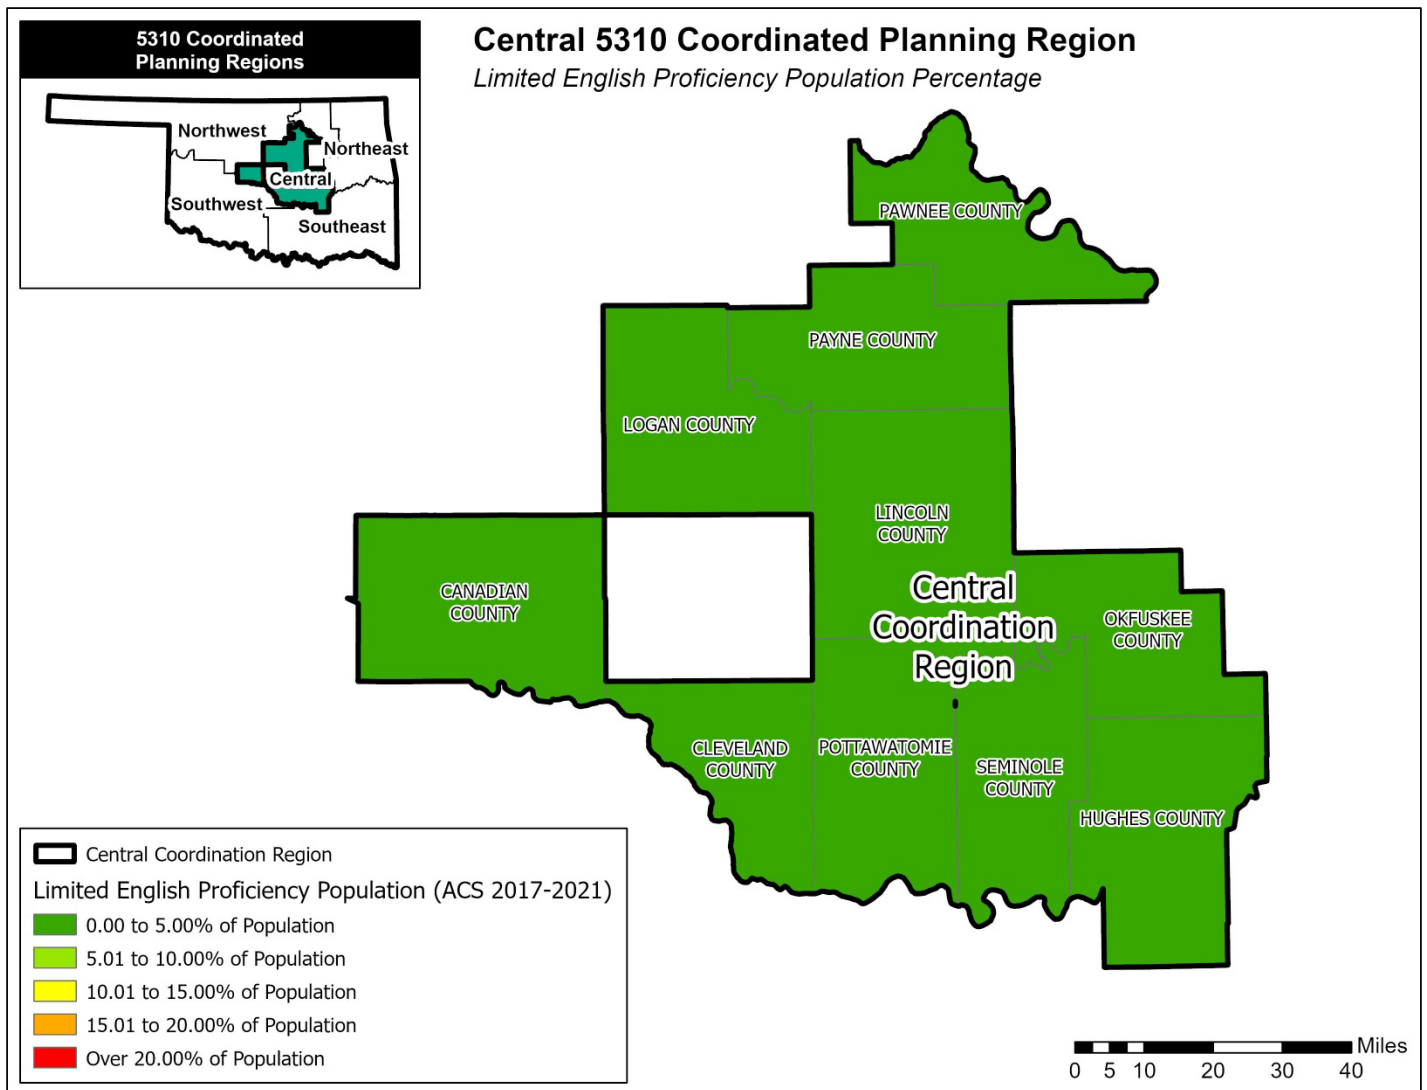 5310 Coordinated
Planning Regions
Northwest
Northeast
Central
Southwest
Southeast
Central 5310 Coordinated Planning Region
Limited English Proficiency Population Percentage
PAWNEE COUNTY
PAYNE COUNTY
LOGAN COUNTY
LINCOLN
COUNTY
CANADIAN
COUNTY
Central
Coordination
Region
OKFUSKEE
COUNTY
CLEVELAND
COUNTY
POTTAWATOMIE
COUNTY
SEMINOLE
COUNTY
HUGHES COUNTY
Central Coordination Region
Limited English Proficiency Population (ACS 2017-2021)
0.00 to 5.00% of Population
5.01 to 10.00% of Population
10.01 to 15.00% of Population
15.01 to 20.00% of Population
Over 20.00% of Population
Miles
0 5 10 20 30 40